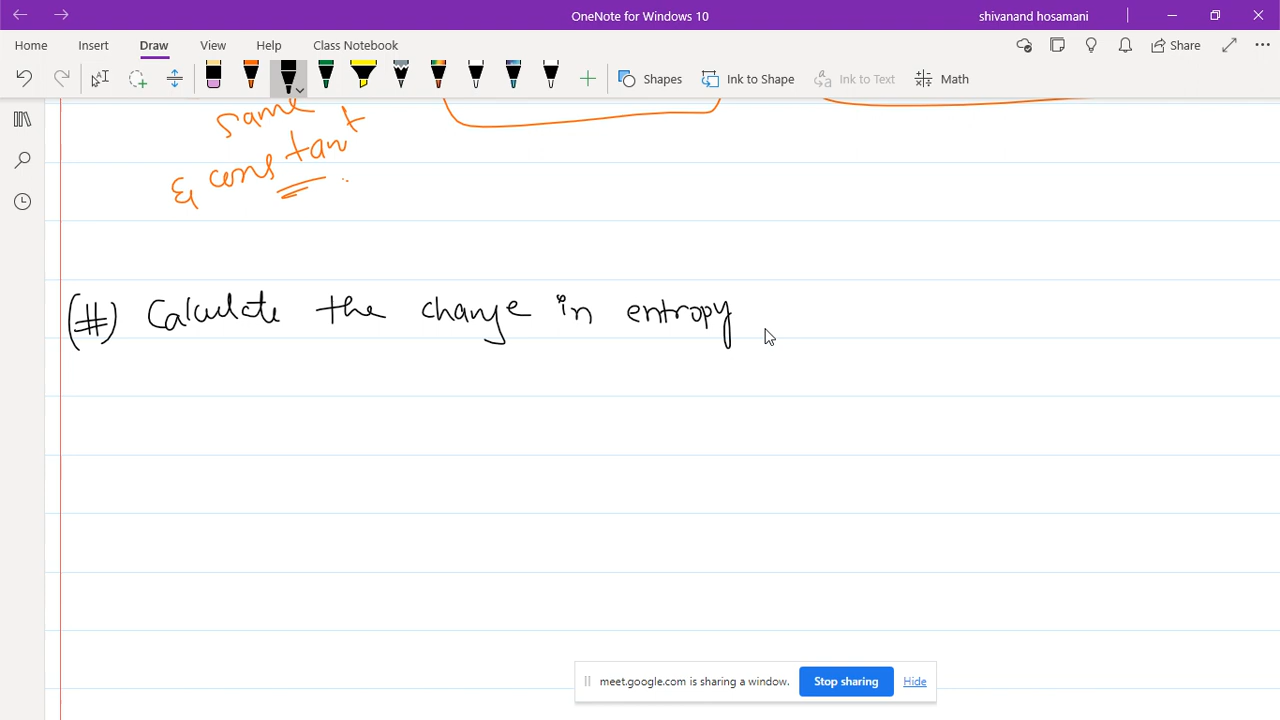 OneNote for Windows 10
shivanand hosamani
Home Insert Draw View Help Class Notebook
Share
Shapes Ink to Shape Ink to Text Math
same
& constant
(#) Calculate the change in entropy
meet.google.com is sharing a window. Stop sharing Hide